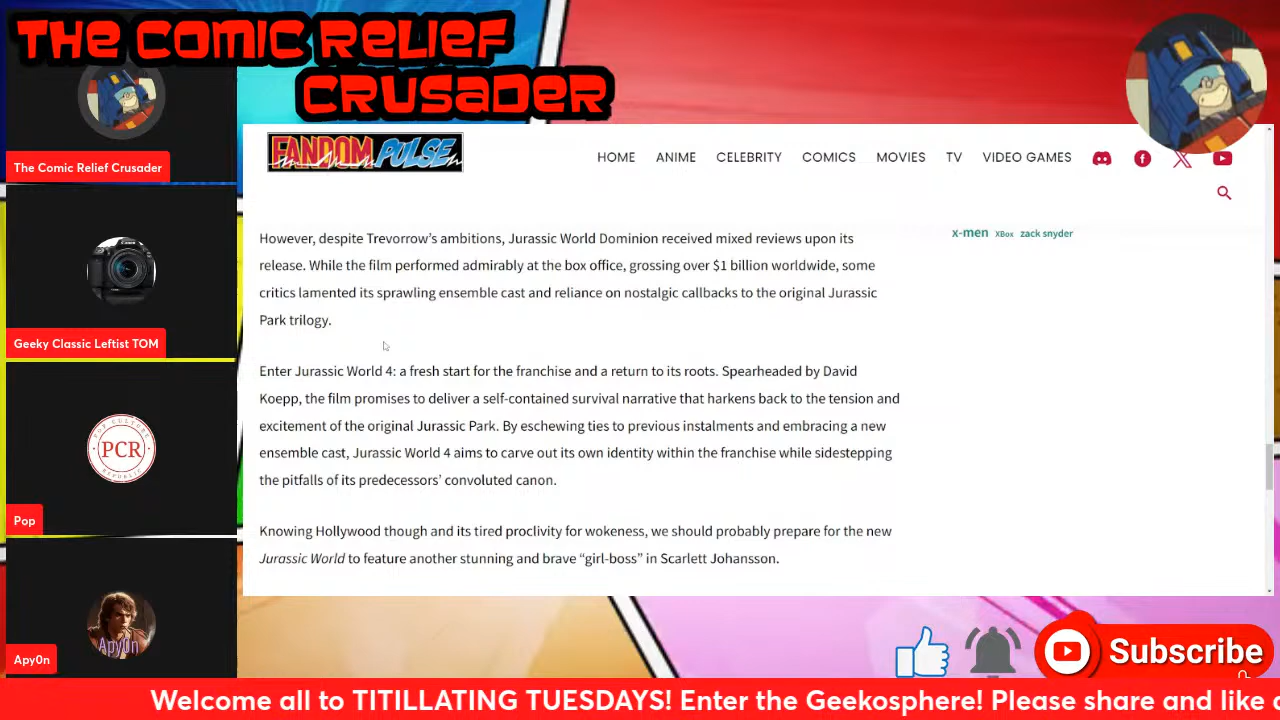 THE COMIC RELIEF
CRUSADER
The Comic Relief Crusader
Geeky Classic Leftist TOM
POP CULTURE
PCR
REPUBLIC
Pop
Apy0n
Apy0n
FANDOM PULSE
HOME ANIME CELEBRITY COMICS MOVIES TV VIDEO GAMES
x-men XBox zack snyder
However, despite Trevorrow's ambitions, Jurassic World Dominion received mixed reviews upon its
release. While the film performed admirably at the box office, grossing over $1 billion worldwide, some
critics lamented its sprawling ensemble cast and reliance on nostalgic callbacks to the original Jurassic
Park trilogy.
Enter Jurassic World 4: a fresh start for the franchise and a return to its roots. Spearheaded by David
Koepp, the film promises to deliver a self-contained survival narrative that harkens back to the tension and
excitement of the original Jurassic Park. By eschewing ties to previous instalments and embracing a new
ensemble cast, Jurassic World 4 aims to carve out its own identity within the franchise while sidestepping
the pitfalls of its predecessors' convoluted canon.
Knowing Hollywood though and its tired proclivity for wokeness, we should probably prepare for the new
Jurassic World to feature another stunning and brave “girl-boss” in Scarlett Johansson.
Subscribe
Welcome all to TITILLATING TUESDAYS! Enter the Geekosphere! Please share and like